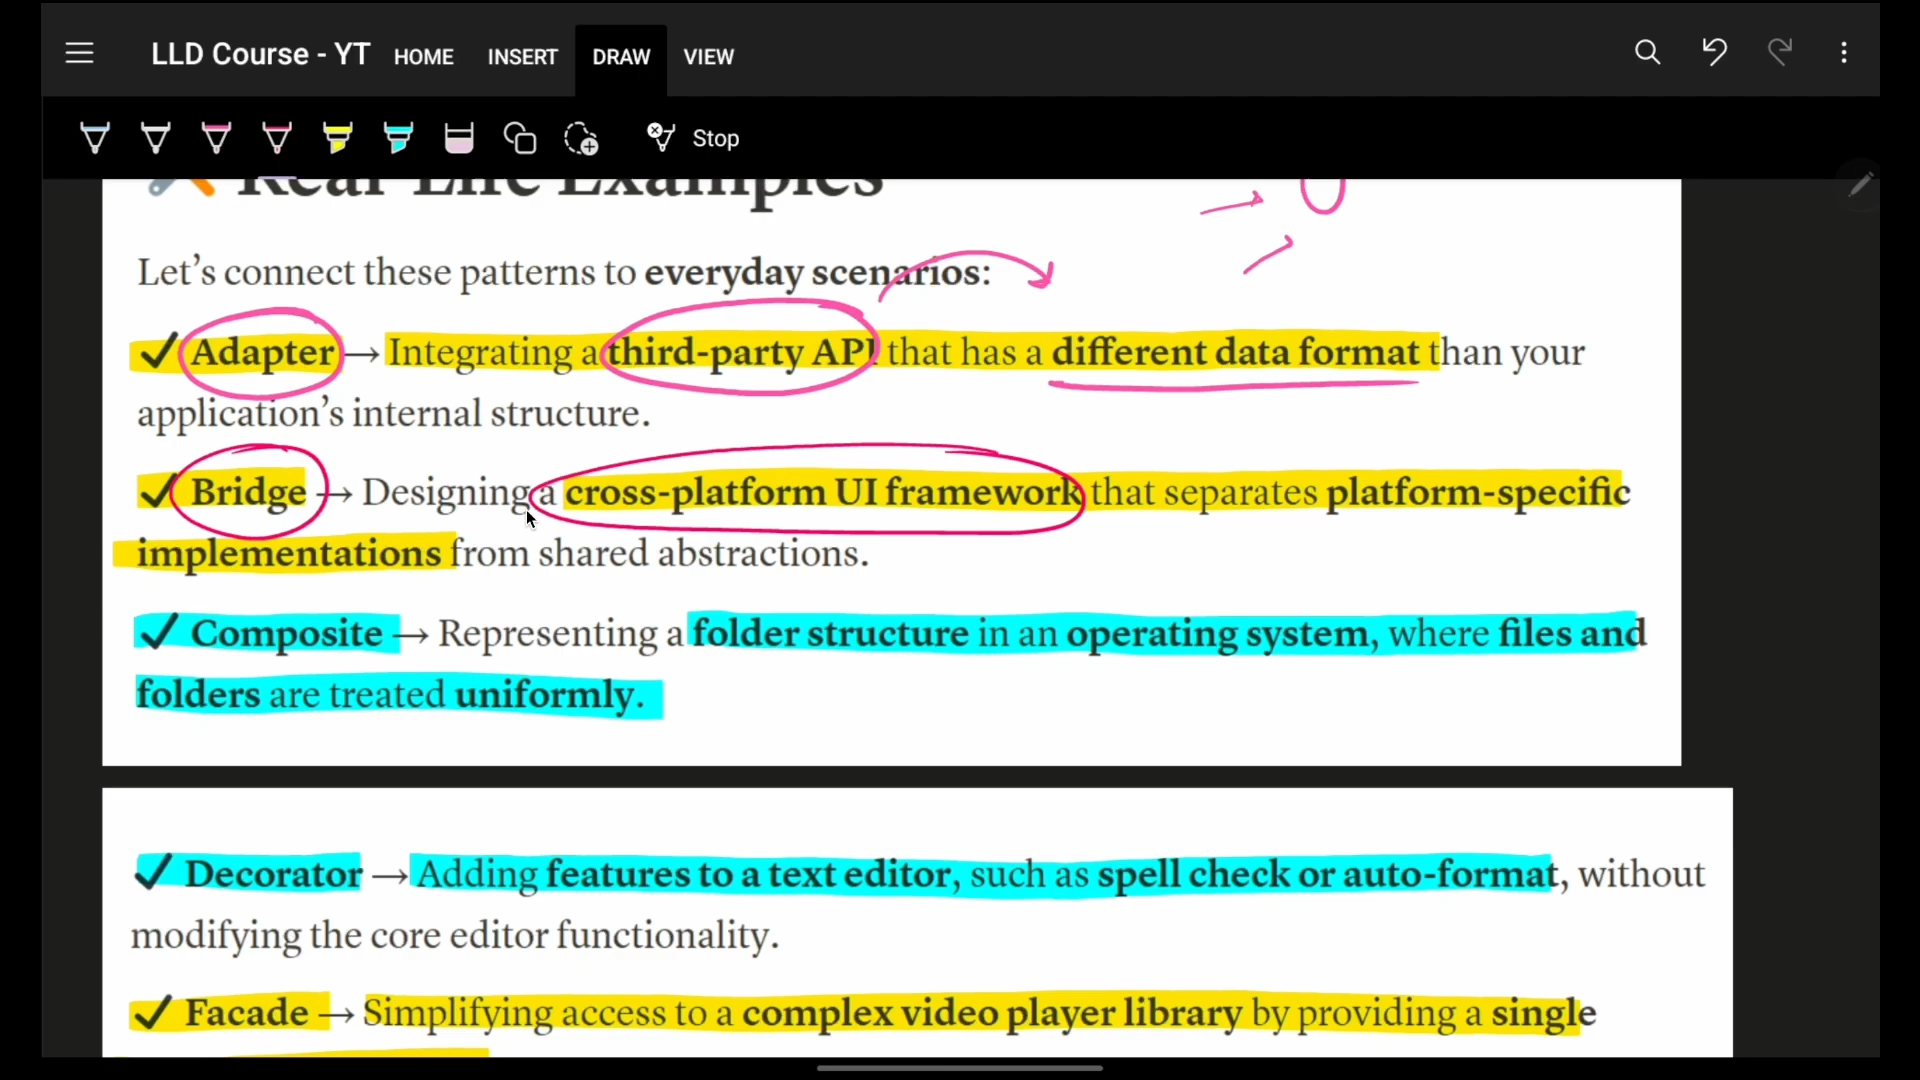 LLD Course - YT HOME INSERT DRAW VIEW
Stop
Real-Life Examples
Let's connect these patterns to everyday scenarios:
✔ Adapter → Integrating a third-party API that has a different data format than your
application's internal structure.
✔ Bridge → Designing a cross-platform UI framework that separates platform-specific
implementations from shared abstractions.
✔ Composite → Representing a folder structure in an operating system, where files and
folders are treated uniformly.
✔ Decorator → Adding features to a text editor, such as spell check or auto-format, without
modifying the core editor functionality.
✔ Facade → Simplifying access to a complex video player library by providing a single